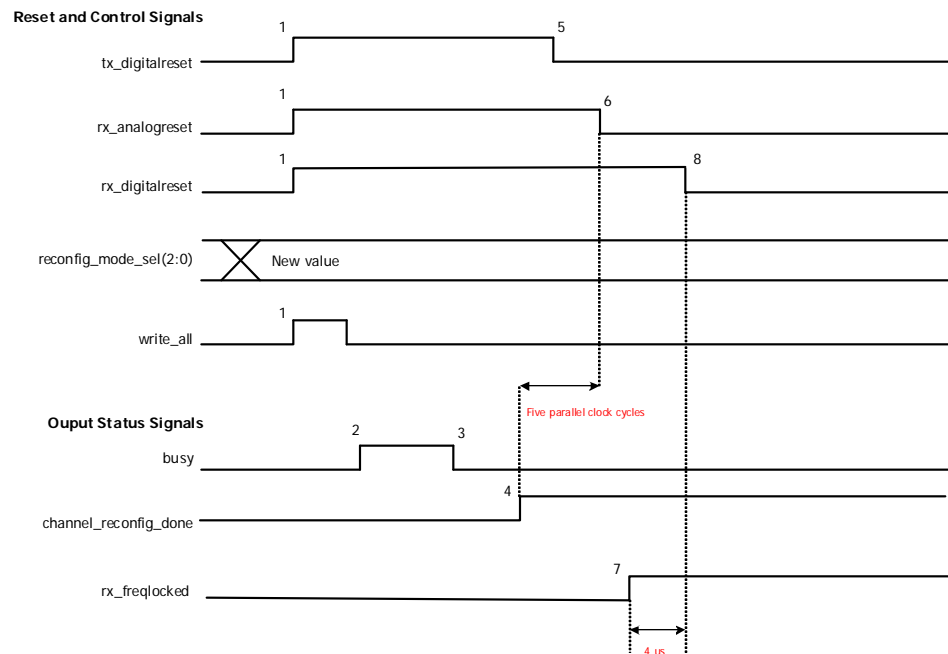 Reset and Control Signals
1
5
tx_digitalreset
1
6
rx_analogreset
1
8
rx_digitalreset
reconfig_mode_sel(2:0)
New value
1
write_all
Five parallel clock cycles
Ouput Status Signals
2
3
busy
4
channel_reconfig_done
7
rx_freqlocked
4 us